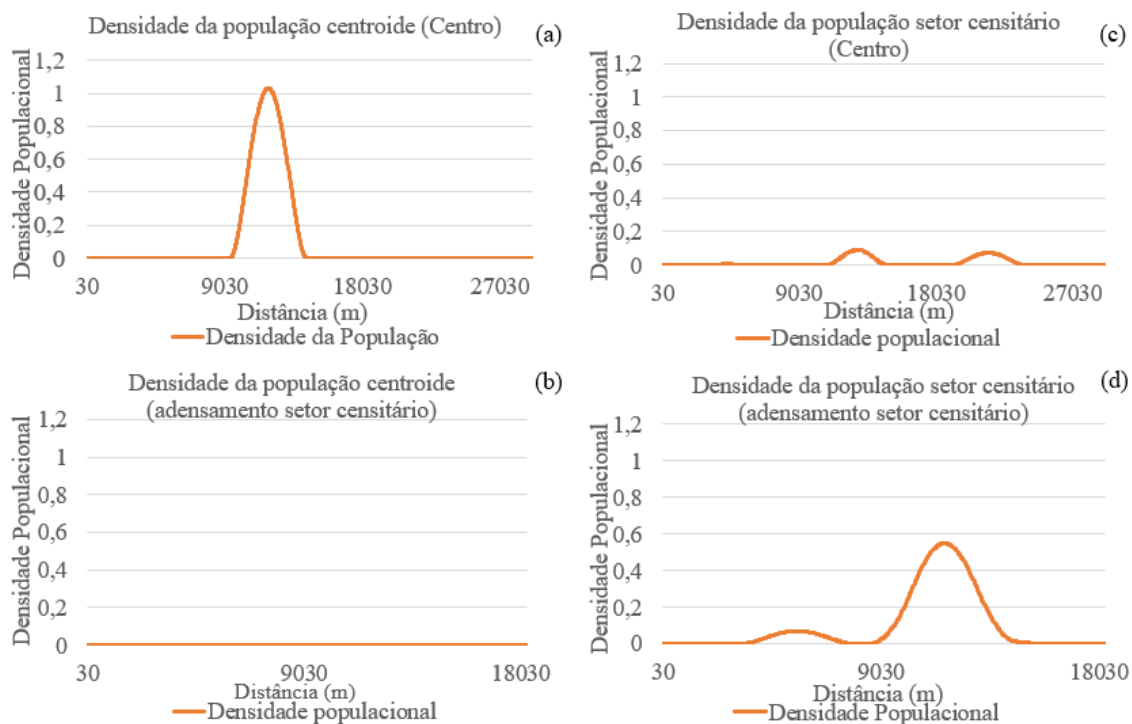 Densidade da população centroide (Centro)
(a)
Densidade Populacional
1,2
1
0,8
0,6
0,4
0,2
0
30
9030
18030
27030
Distância (m)
Densidade da População
Densidade da população setor censitário
(Centro)
(c)
Densidade Populacional
1,2
1
0,8
0,6
0,4
0,2
0
30
9030
18030
27030
Distância (m)
Densidade populacional
Densidade da população centroide
(adensamento setor censitário)
(b)
Densidade Populacional
1,2
1
0,8
0,6
0,4
0,2
0
30
9030
18030
Distância (m)
Densidade populacional
Densidade da população setor censitário
(adensamento setor censitário)
(d)
Densidade Populacional
1,2
1
0,8
0,6
0,4
0,2
0
30
9030
18030
Distância (m)
Densidade Populacional